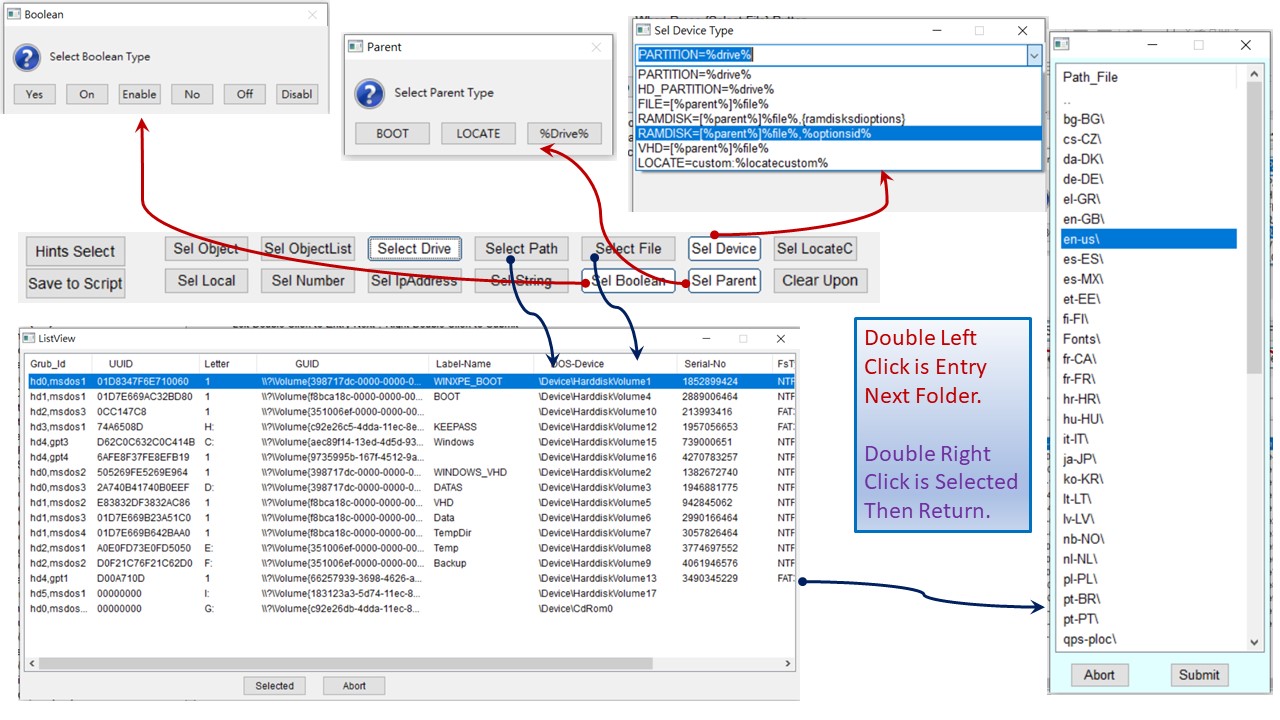 Boolean
Select Boolean Type
Yes On Enable No Off Disabl
Parent
Select Parent Type
BOOT LOCATE %Drive%
Sel Device Type
PARTITION=%drive%
PARTITION=%drive%
HD_PARTITION=%drive%
FILE=[%parent%]%file%
RAMDISK=[%parent%]%file%,{ramdisksdioptions}
RAMDISK=[%parent%]%file%,%optionsid%
VHD=[%parent%]%file%
LOCATE=custom:%locatecustom%
Path_File
..
bg-BG\
cs-CZ\
da-DK\
de-DE\
el-GR\
en-GB\
en-us\
es-ES\
es-MX\
et-EE\
fi-FI\
Fonts\
fr-CA\
fr-FR\
hr-HR\
hu-HU\
it-IT\
ja-JP\
ko-KR\
lt-LT\
lv-LV\
nb-NO\
nl-NL\
pl-PL\
pt-BR\
pt-PT\
qps-ploc\
Abort Submit
Hints Select Sel Object Sel ObjectList Select Drive Select Path Select File Sel Device Sel LocateC
Save to Script Sel Local Sel Number Sel IpAddress Sel String Sel Boolean Sel Parent Clear Upon
ListView
Grub_Id UUID Letter GUID Label-Name DOS-Device Serial-No FsT
hd0,msdos1 01D8347F6E710060 1 \\?\Volume{398717dc-0000-0000-0... WINXPE_BOOT \Device\HarddiskVolume1 1852899424 NTF
hd1,msdos1 01D7E669AC32BD80 1 \\?\Volume{f8bca18c-0000-0000-00... BOOT \Device\HarddiskVolume4 2889006464 NTF
hd2,msdos3 0CC147C8 1 \\?\Volume{351006ef-0000-0000-00... \Device\HarddiskVolume10 213993416 FAT:
hd3,msdos1 74A6508D H: \\?\Volume{c92e26c5-4dda-11ec-8e... KEEPASS \Device\HarddiskVolume12 1957056653 FAT:
hd4,gpt3 D62C0C632C0C414B C: \\?\Volume{aec89f14-13ed-4d5d-93... Windows \Device\HarddiskVolume15 739000651 NTF
hd4,gpt4 6AFE8F37FE8EFB19 1 \\?\Volume{9735995b-167f-4512-9a... \Device\HarddiskVolume16 4270783257 NTF
hd0,msdos2 505269FE5269E964 1 \\?\Volume{398717dc-0000-0000-0... WINDOWS_VHD \Device\HarddiskVolume2 1382672740 NTF
hd0,msdos3 2A740B41740B0EEF D: \\?\Volume{398717dc-0000-0000-0... DATAS \Device\HarddiskVolume3 1946881775 NTF
hd1,msdos2 E83832DF3832AC86 1 \\?\Volume{f8bca18c-0000-0000-00... VHD \Device\HarddiskVolume5 942845062 NTF
hd1,msdos3 01D7E669B23A51C0 1 \\?\Volume{f8bca18c-0000-0000-00... Data \Device\HarddiskVolume6 2990166464 NTF
hd1,msdos4 01D7E669B642BAA0 1 \\?\Volume{f8bca18c-0000-0000-00... TempDir \Device\HarddiskVolume7 3057826464 NTF
hd2,msdos1 A0E0FD73E0FD5050 E: \\?\Volume{351006ef-0000-0000-00... Temp \Device\HarddiskVolume8 3774697552 NTF
hd2,msdos2 D0F21C76F21C62D0 F: \\?\Volume{351006ef-0000-0000-00... Backup \Device\HarddiskVolume9 4061946576 NTF
hd4,gpt1 D00A710D 1 \\?\Volume{66257939-3698-4626-a... \Device\HarddiskVolume13 3490345229 FAT:
hd5,msdos1 00000000 I: \\?\Volume{183123a3-5d74-11ec-8... \Device\HarddiskVolume17
hd0,msdos... 00000000 G: \\?\Volume{c92e26db-4dda-11ec-8... \Device\CdRom0
Selected Abort
Double Left
Click is Entry
Next Folder.
Double Right
Click is Selected
Then Return.